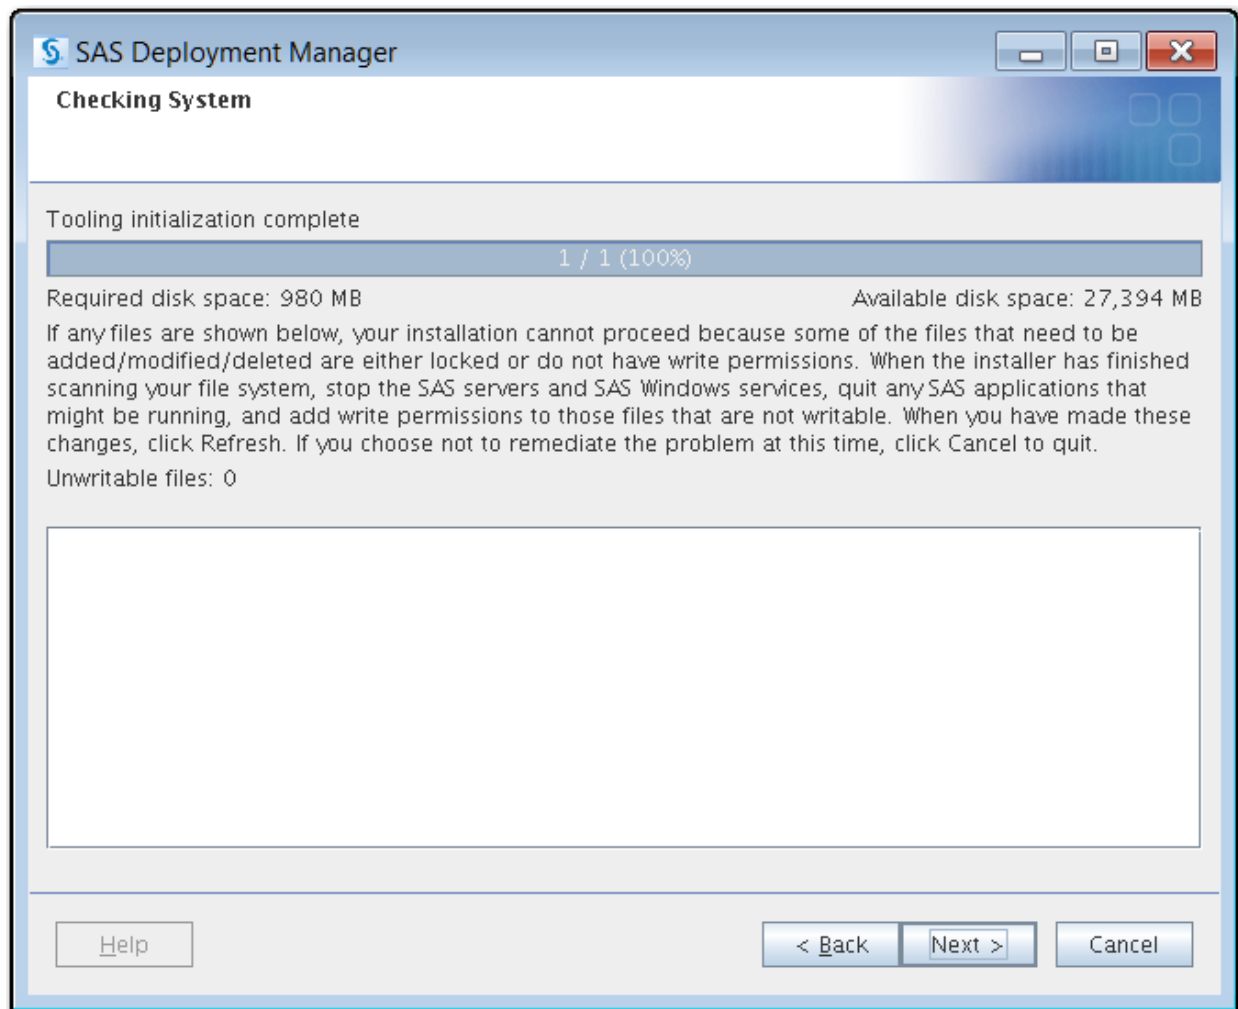 SAS Deployment Manager
Checking System
Tooling initialization complete
1 / 1 (100%)
Required disk space: 980 MB Available disk space: 27,394 MB
If any files are shown below, your installation cannot proceed because some of the files that need to be
added/modified/deleted are either locked or do not have write permissions. When the installer has finished
scanning your file system, stop the SAS servers and SAS Windows services, quit any SAS applications that
might be running, and add write permissions to those files that are not writable. When you have made these
changes, click Refresh. If you choose not to remediate the problem at this time, click Cancel to quit.
Unwritable files: 0
Help < Back Next > Cancel